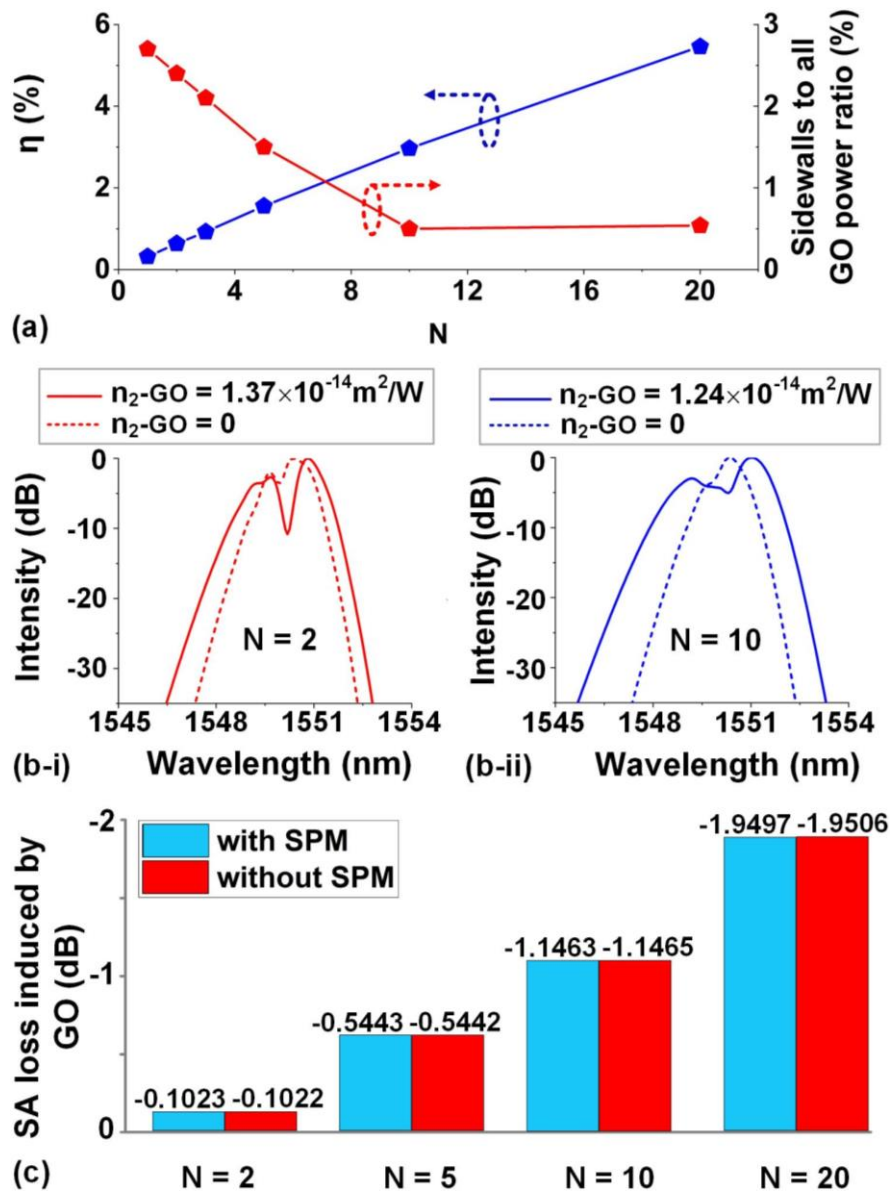 6
4
2
0
η (%)
3
2
1
0
Sidewalls to all
GO power ratio (%)
0 4 8 12 16 20
N
(a)
n₂-GO = 1.37×10⁻¹⁴m²/W
n₂-GO = 0
n₂-GO = 1.24×10⁻¹⁴m²/W
n₂-GO = 0
0
-10
-20
-30
Intensity (dB)
N = 2
1545 1548 1551 1554
(b-i) Wavelength (nm)
0
-10
-20
-30
Intensity (dB)
N = 10
1545 1548 1551 1554
(b-ii) Wavelength (nm)
-2
-1
0
SA loss induced by
GO (dB)
with SPM
without SPM
-0.1023 -0.1022
-0.5443 -0.5442
-1.1463 -1.1465
-1.9497 -1.9506
(c) N = 2 N = 5 N = 10 N = 20